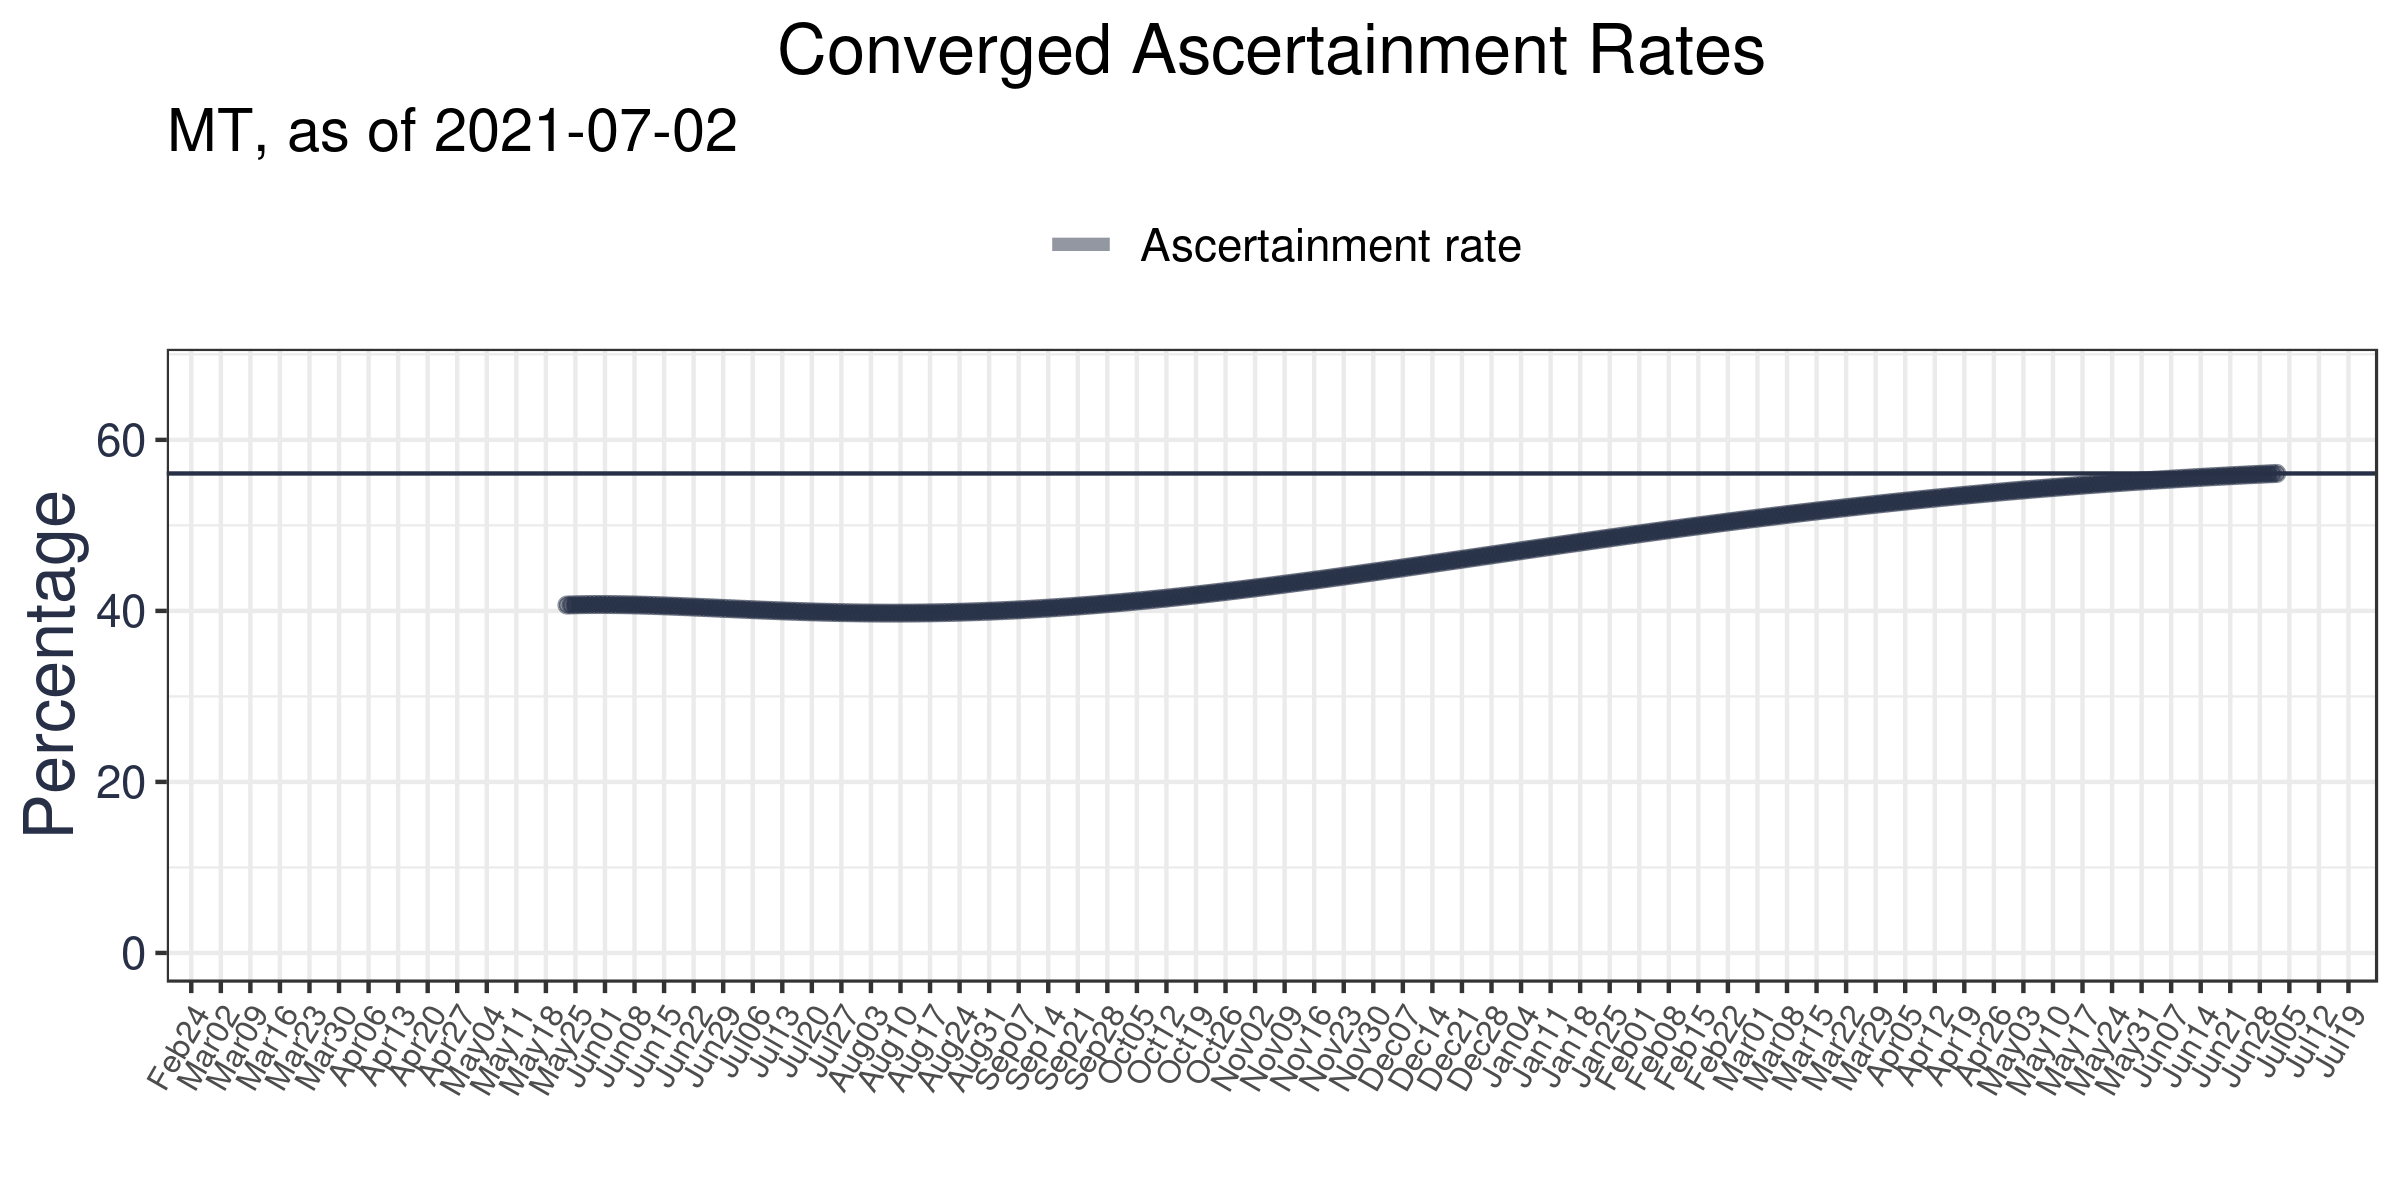 Converged Ascertainment Rates
MT, as of 2021-07-02
Ascertainment rate
Percentage
60
40
20
0
Feb24
Mar02
Mar09
Mar16
Mar23
Mar30
Apr06
Apr13
Apr20
Apr27
May04
May11
May18
May25
Jun01
Jun08
Jun15
Jun22
Jun29
Jul06
Jul13
Jul20
Jul27
Aug03
Aug10
Aug17
Aug24
Aug31
Sep07
Sep14
Sep21
Sep28
Oct05
Oct12
Oct19
Oct26
Nov02
Nov09
Nov16
Nov23
Nov30
Dec07
Dec14
Dec21
Dec28
Jan04
Jan11
Jan18
Jan25
Feb01
Feb08
Feb15
Feb22
Mar01
Mar08
Mar15
Mar22
Mar29
Apr05
Apr12
Apr19
Apr26
May03
May10
May17
May24
May31
Jun07
Jun14
Jun21
Jun28
Jul05
Jul12
Jul19